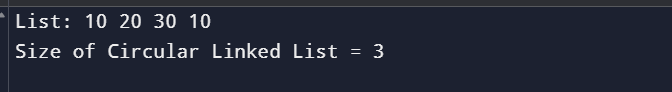 List: 10 20 30 10
Size of Circular Linked List = 3